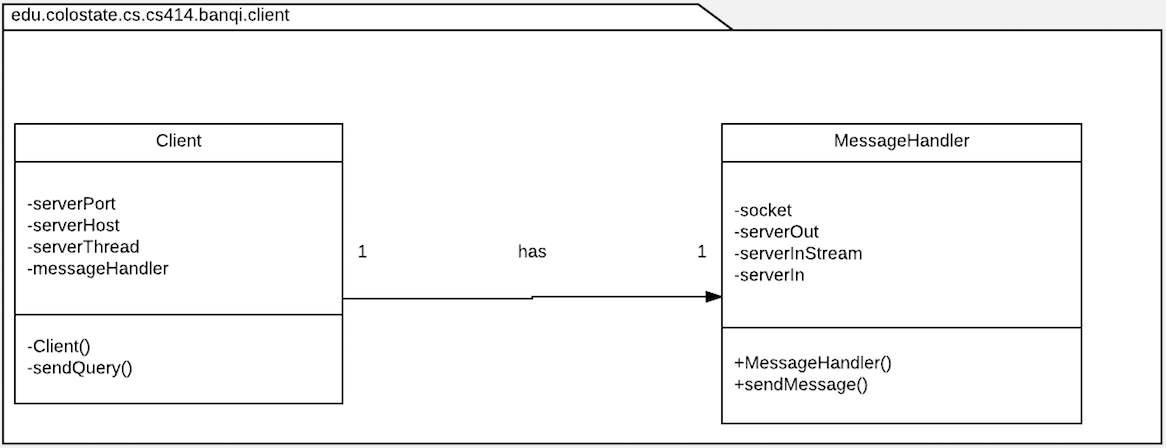 edu.colostate.cs.cs414.banqi.client
Client
-serverPort
-serverHost
-serverThread
-messageHandler
-Client()
-sendQuery()
1
has
1
MessageHandler
-socket
-serverOut
-serverInStream
-serverIn
+MessageHandler()
+sendMessage()